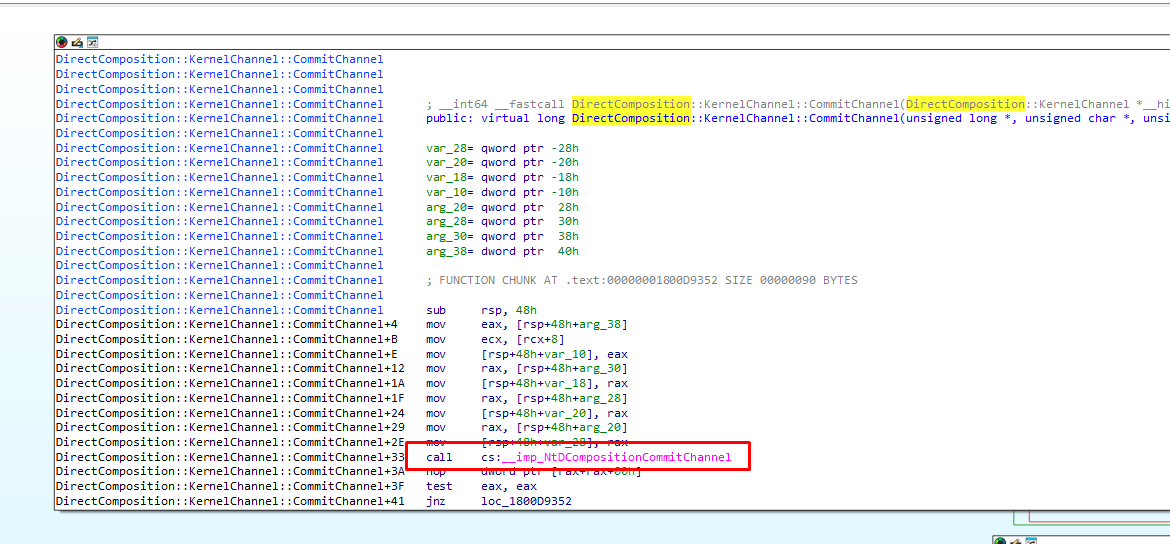 DirectComposition::KernelChannel::CommitChannel
DirectComposition::KernelChannel::CommitChannel
DirectComposition::KernelChannel::CommitChannel
DirectComposition::KernelChannel::CommitChannel ; __int64 __fastcall DirectComposition::KernelChannel::CommitChannel(DirectComposition::KernelChannel *__hi
DirectComposition::KernelChannel::CommitChannel public: virtual long DirectComposition::KernelChannel::CommitChannel(unsigned long *, unsigned char *, unsi
DirectComposition::KernelChannel::CommitChannel
DirectComposition::KernelChannel::CommitChannel var_28= qword ptr -28h
DirectComposition::KernelChannel::CommitChannel var_20= qword ptr -20h
DirectComposition::KernelChannel::CommitChannel var_18= qword ptr -18h
DirectComposition::KernelChannel::CommitChannel var_10= dword ptr -10h
DirectComposition::KernelChannel::CommitChannel arg_20= qword ptr 28h
DirectComposition::KernelChannel::CommitChannel arg_28= qword ptr 30h
DirectComposition::KernelChannel::CommitChannel arg_30= qword ptr 38h
DirectComposition::KernelChannel::CommitChannel arg_38= dword ptr 40h
DirectComposition::KernelChannel::CommitChannel
DirectComposition::KernelChannel::CommitChannel ; FUNCTION CHUNK AT .text:00000001800D9352 SIZE 00000090 BYTES
DirectComposition::KernelChannel::CommitChannel
DirectComposition::KernelChannel::CommitChannel sub rsp, 48h
DirectComposition::KernelChannel::CommitChannel+4 mov eax, [rsp+48h+arg_38]
DirectComposition::KernelChannel::CommitChannel+B mov ecx, [rcx+8]
DirectComposition::KernelChannel::CommitChannel+E mov [rsp+48h+var_10], eax
DirectComposition::KernelChannel::CommitChannel+12 mov rax, [rsp+48h+arg_30]
DirectComposition::KernelChannel::CommitChannel+1A mov [rsp+48h+var_18], rax
DirectComposition::KernelChannel::CommitChannel+1F mov rax, [rsp+48h+arg_28]
DirectComposition::KernelChannel::CommitChannel+24 mov [rsp+48h+var_20], rax
DirectComposition::KernelChannel::CommitChannel+29 mov rax, [rsp+48h+arg_20]
DirectComposition::KernelChannel::CommitChannel+2E mov [rsp+48h+var_28], rax
DirectComposition::KernelChannel::CommitChannel+33 call cs:__imp_NtDCompositionCommitChannel
DirectComposition::KernelChannel::CommitChannel+3A nop dword ptr [rax+rax+00h]
DirectComposition::KernelChannel::CommitChannel+3F test eax, eax
DirectComposition::KernelChannel::CommitChannel+41 jnz loc_1800D9352